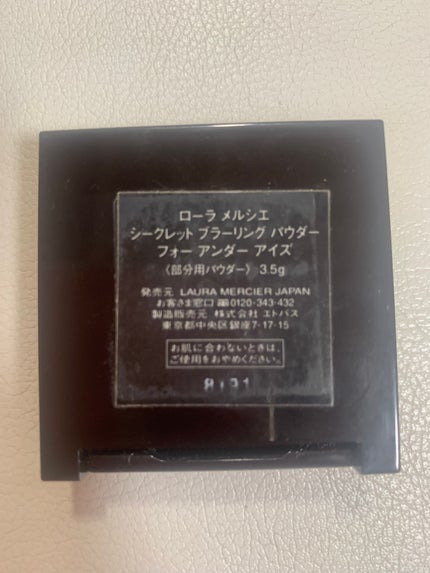 ローラ メルシエ
シークレット ブラーリング パウダー
フォー アンダー アイズ
〈部分用パウダー〉 3.5g
発売元 LAURA MERCIER JAPAN
お客さま窓口 0120-343-432
製造販売元 株式会社 エトバス
東京都中央区銀座7-17-15
お肌に合わないときは、
ご使用をおやめください。